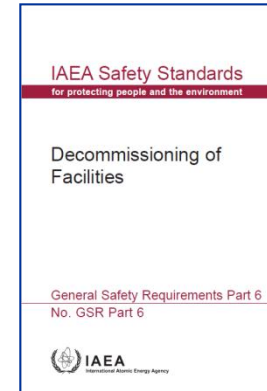 IAEA Safety Standards
for protecting people and the environment
Decommissioning of
Facilities
General Safety Requirements Part 6
No. GSR Part 6
IAEA
International Atomic Energy Agency